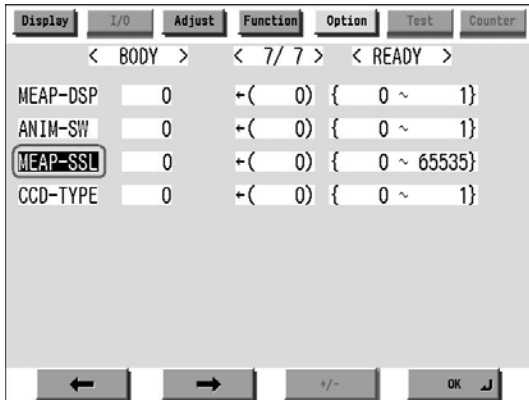 Display I/O Adjust Function Option Test Counter
< BODY > < 7/ 7 > < READY >
MEAP-DSP 0 ←( 0) { 0 ~ 1}
ANIM-SW 0 ←( 0) { 0 ~ 1}
MEAP-SSL 0 ←( 0) { 0 ~ 65535}
CCD-TYPE 0 ←( 0) { 0 ~ 1}
← → +/- OK ↵